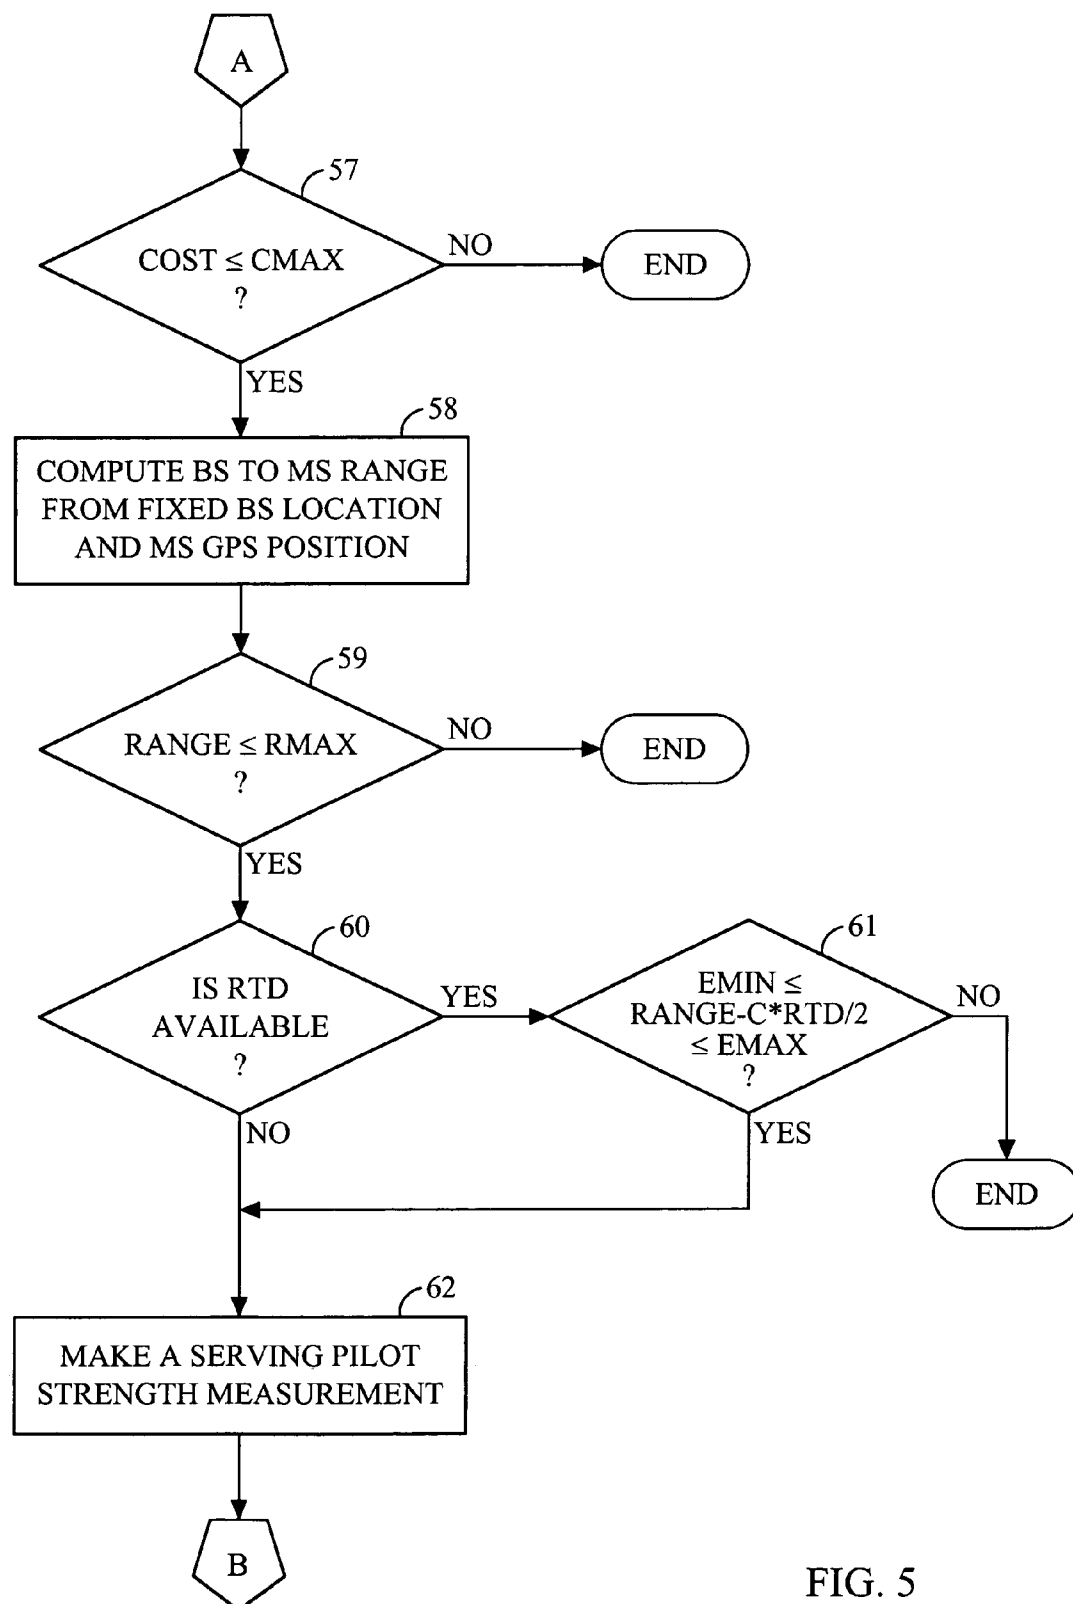 A
57
COST ≤ CMAX
?
NO
END
YES
58
COMPUTE BS TO MS RANGE
FROM FIXED BS LOCATION
AND MS GPS POSITION
59
RANGE ≤ RMAX
?
NO
END
YES
60
IS RTD
AVAILABLE
?
YES
61
EMIN ≤
RANGE-C*RTD/2
≤ EMAX
?
NO
END
YES
NO
62
MAKE A SERVING PILOT
STRENGTH MEASUREMENT
B
FIG. 5